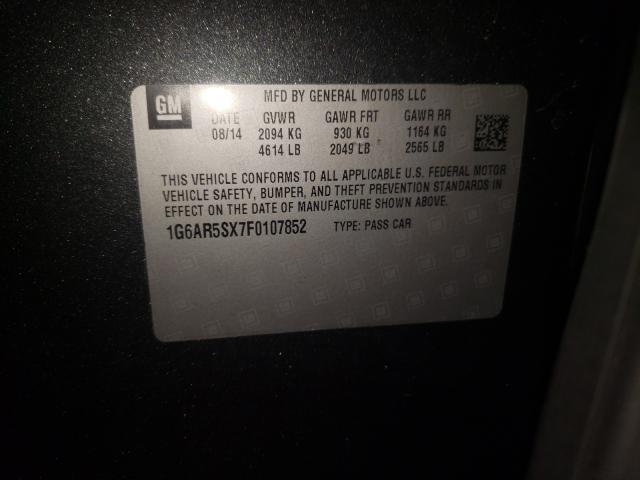 GM
MFD BY GENERAL MOTORS LLC
DATE GVWR GAWR FRT GAWR RR
08/14 2094 KG 930 KG 1164 KG
4614 LB 2049 LB 2565 LB
THIS VEHICLE CONFORMS TO ALL APPLICABLE U.S. FEDERAL MOTOR
VEHICLE SAFETY, BUMPER, AND THEFT PREVENTION STANDARDS IN
EFFECT ON THE DATE OF MANUFACTURE SHOWN ABOVE.
1G6AR5SX7F0107852 TYPE: PASS CAR